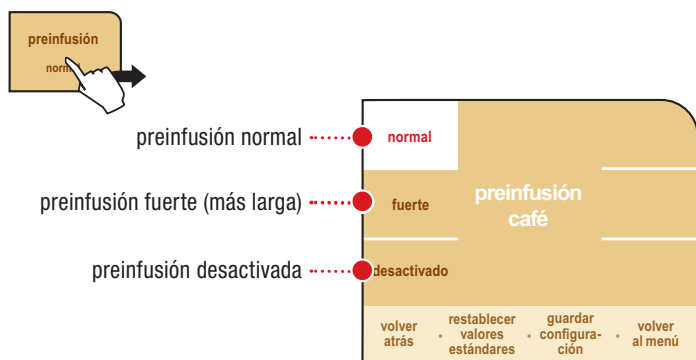 preinfusión
normal
preinfusión normal
normal
preinfusión fuerte (más larga)
fuerte
preinfusión
café
preinfusión desactivada
desactivado
volver
atrás
restablecer
valores
estándares
guardar
configura-
ción
volver
al menú